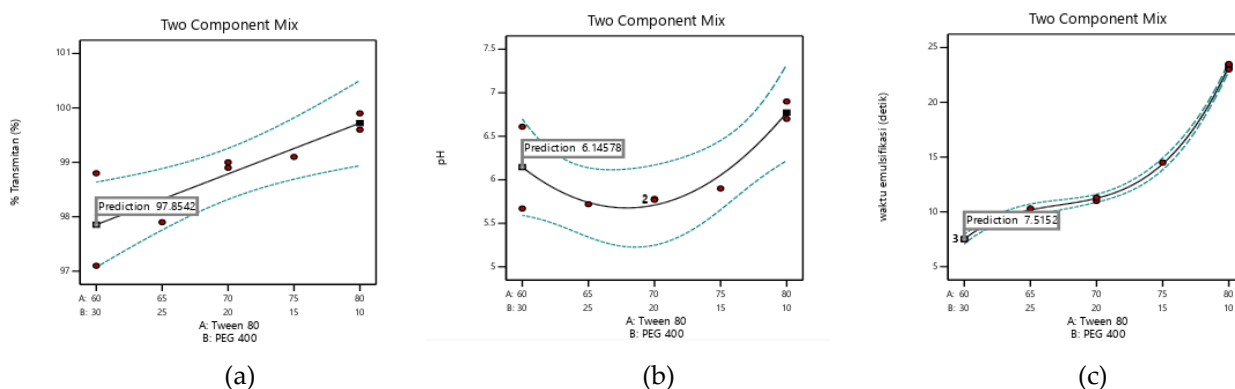 Two Component Mix
% Transmitan (%)
101
100
99
98
97
Prediction 97.8542
A: 60 65 70 75 80
B: 30 25 20 15 10
A: Tween 80
B: PEG 400
(a)
Two Component Mix
pH
7.5
7
6.5
6
5.5
5
Prediction 6.14578
2
A: 60 65 70 75 80
B: 30 25 20 15 10
A: Tween 80
B: PEG 400
(b)
Two Component Mix
waktu emulsifikasi (detik)
25
20
15
10
5
Prediction 7.5152
3
A: 60 65 70 75 80
B: 30 25 20 15 10
A: Tween 80
B: PEG 400
(c)